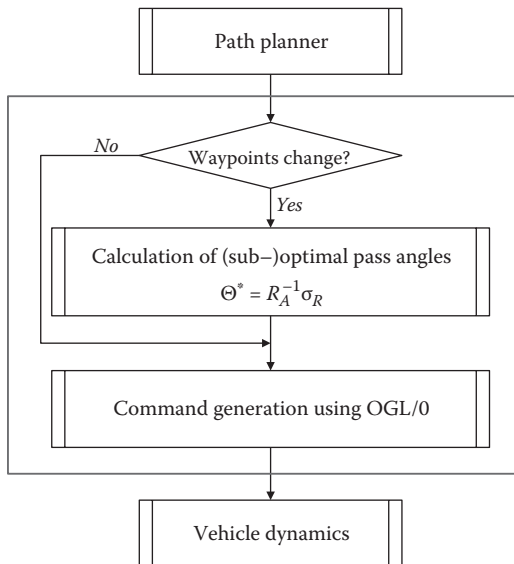 Path planner
Waypoints change?
No
Yes
Calculation of (sub–)optimal pass angles
Θ* = R_A^{-1}σ_R
Command generation using OGL/0
Vehicle dynamics